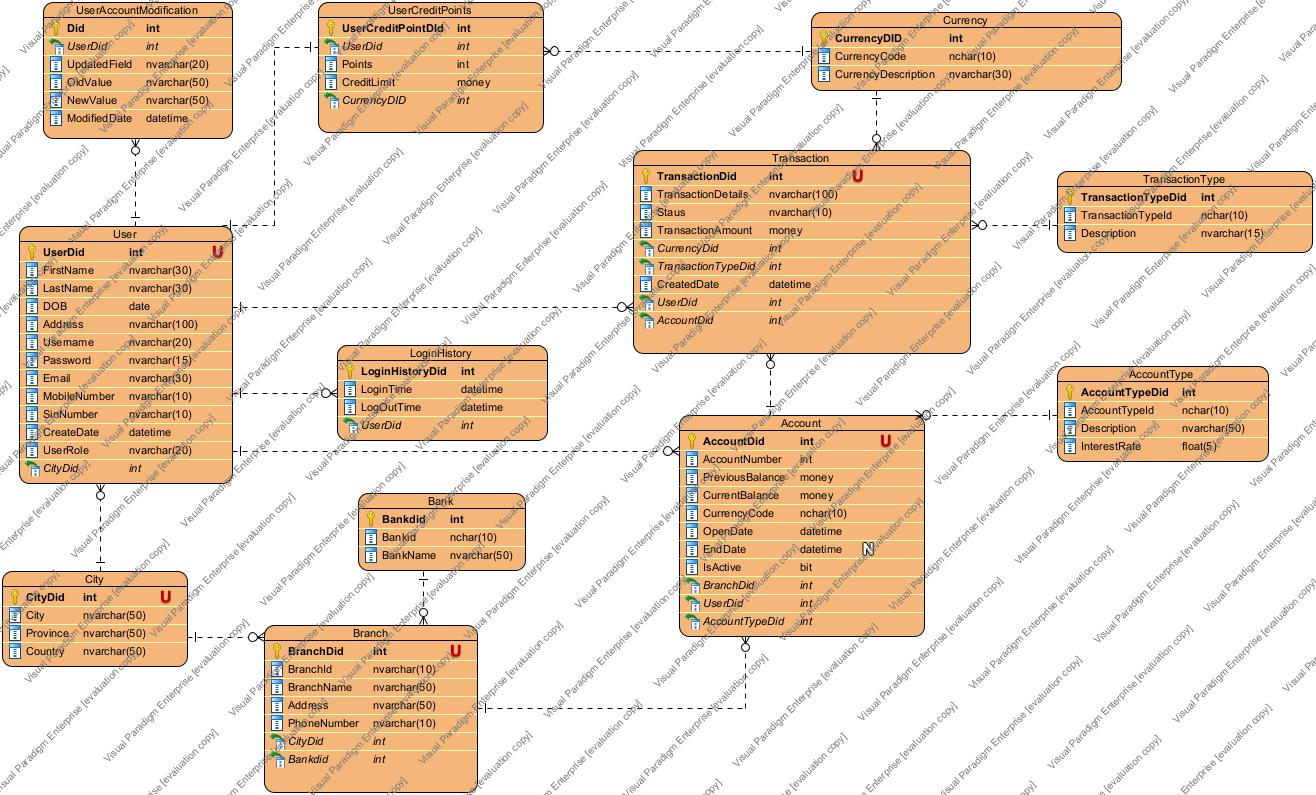 UserAccountModification
Did int
UserDid int
UpdatedField nvarchar(20)
OldValue nvarchar(50)
NewValue nvarchar(50)
ModifiedDate datetime
UserCreditPoints
UserCreditPointDId int
UserDid int
Points int
CreditLimit money
CurrencyDID int
Currency
CurrencyDID int
CurrencyCode nchar(10)
CurrencyDescription nvarchar(30)
Transaction
TransactionDid int U
TransactionDetails nvarchar(100)
Staus nvarchar(10)
TransactionAmount money
CurrencyDid int
TransactionTypeDid int
CreatedDate datetime
UserDid int
AccountDid int
TransactionType
TransactionTypeDid int
TransactionTypeId nchar(10)
Description nvarchar(15)
User
UserDid int U
FirstName nvarchar(30)
LastName nvarchar(30)
DOB date
Address nvarchar(100)
Username nvarchar(20)
Password nvarchar(15)
Email nvarchar(30)
MobileNumber nvarchar(10)
SinNumber nvarchar(10)
CreateDate datetime
UserRole nvarchar(20)
CityDid int
LoginHistory
LoginHistoryDid int
LoginTime datetime
LogOutTime datetime
UserDid int
AccountType
AccountTypeDid int
AccountTypeId nchar(10)
Description nvarchar(50)
InterestRate float(5)
Account
AccountDid int U
AccountNumber int
PreviousBalance money
CurrentBalance money
CurrencyCode nchar(10)
OpenDate datetime
EndDate datetime N
IsActive bit
BranchDid int
UserDid int
AccountTypeDid int
Bank
Bankdid int
Bankid nchar(10)
BankName nvarchar(50)
City
CityDid int U
City nvarchar(50)
Province nvarchar(50)
Country nvarchar(50)
Branch
BranchDid int U
BranchId nvarchar(10)
BranchName nvarchar(50)
Address nvarchar(50)
PhoneNumber nvarchar(10)
CityDid int
Bankdid int
Visual Paradigm Enterprise [evaluation copy]